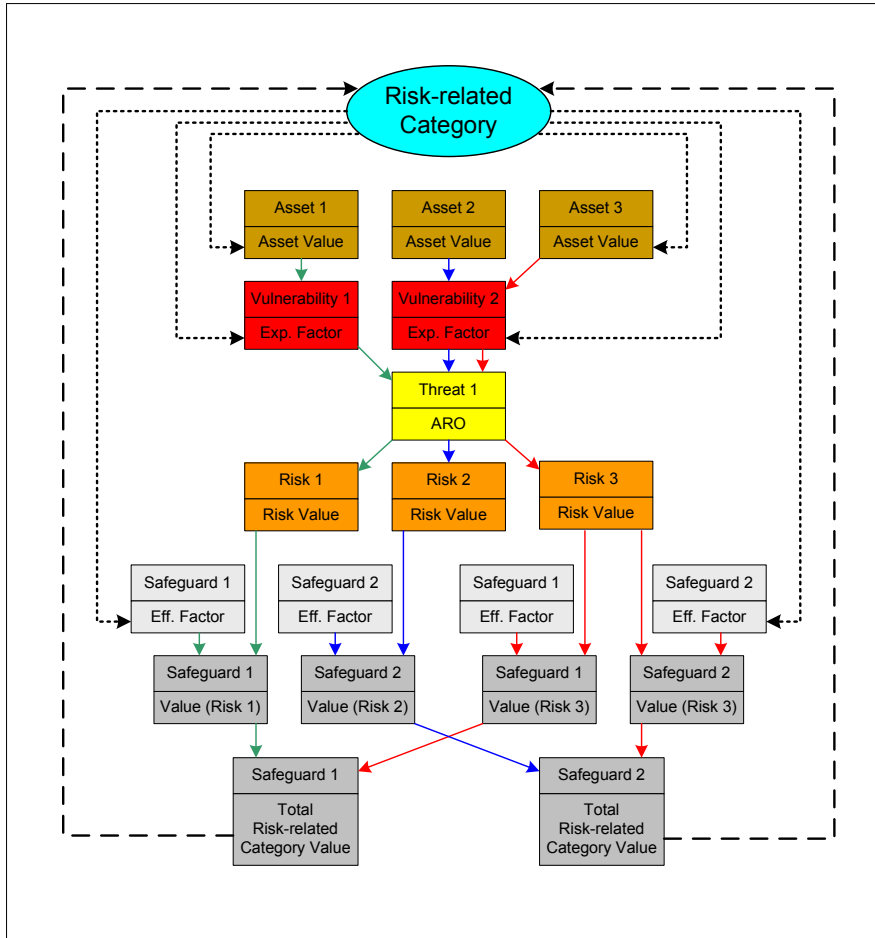 Risk-related
Category
Asset 1
Asset Value
Asset 2
Asset Value
Asset 3
Asset Value
Vulnerability 1
Exp. Factor
Vulnerability 2
Exp. Factor
Threat 1
ARO
Risk 1
Risk Value
Risk 2
Risk Value
Risk 3
Risk Value
Safeguard 1
Eff. Factor
Safeguard 2
Eff. Factor
Safeguard 1
Eff. Factor
Safeguard 2
Eff. Factor
Safeguard 1
Value (Risk 1)
Safeguard 2
Value (Risk 2)
Safeguard 1
Value (Risk 3)
Safeguard 2
Value (Risk 3)
Safeguard 1
Total
Risk-related
Category Value
Safeguard 2
Total
Risk-related
Category Value